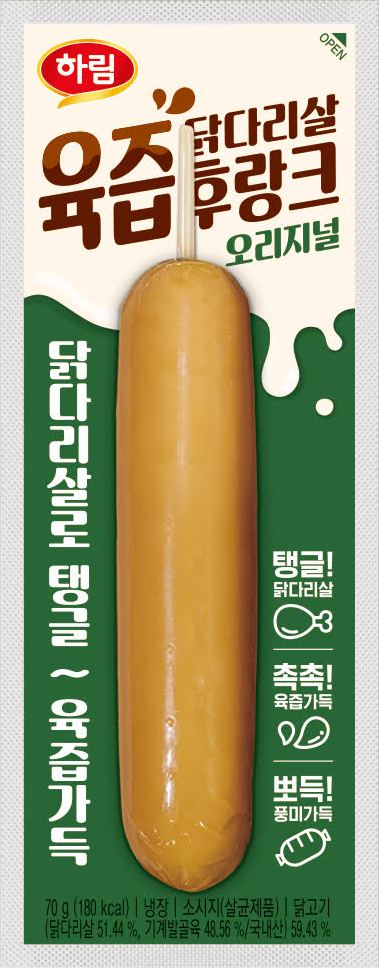 하림
OPEN
육즙
닭다리살
후랑크
오리지널
닭다리살로 탱글 ~ 육즙가득
탱글!
닭다리살
촉촉!
육즙가득
뽀득!
풍미가득
70 g (180 kcal) | 냉장 | 소시지(살균제품) | 닭고기
(닭다리살 51.44 %, 기계발골육 48.56 %/국내산) 59.43 %